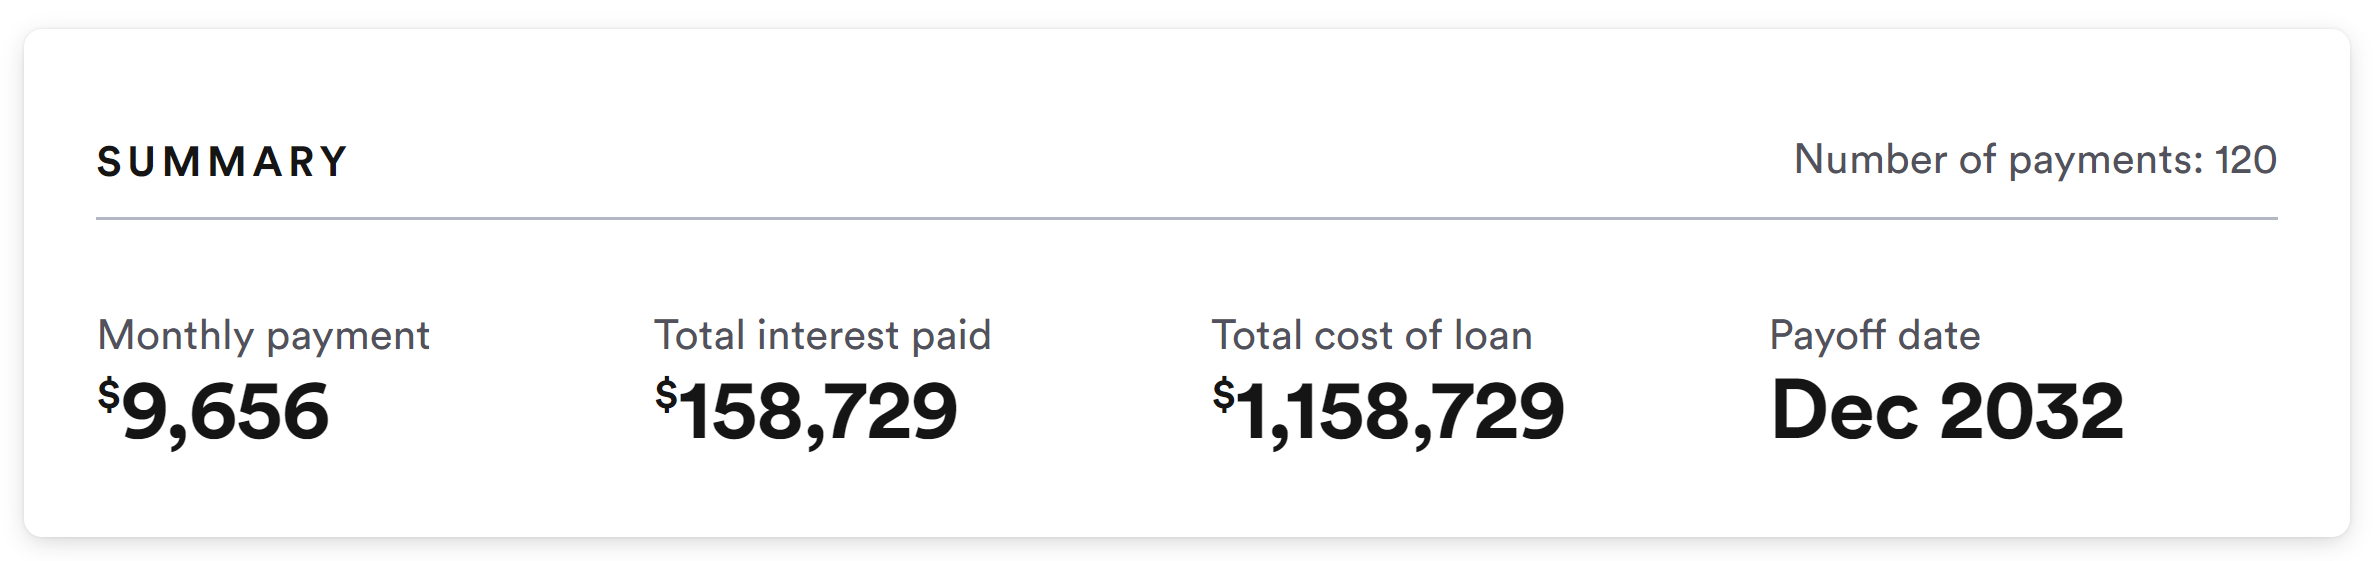 SUMMARY
Number of payments: 120
Monthly payment
$9,656
Total interest paid
$158,729
Total cost of loan
$1,158,729
Payoff date
Dec 2032